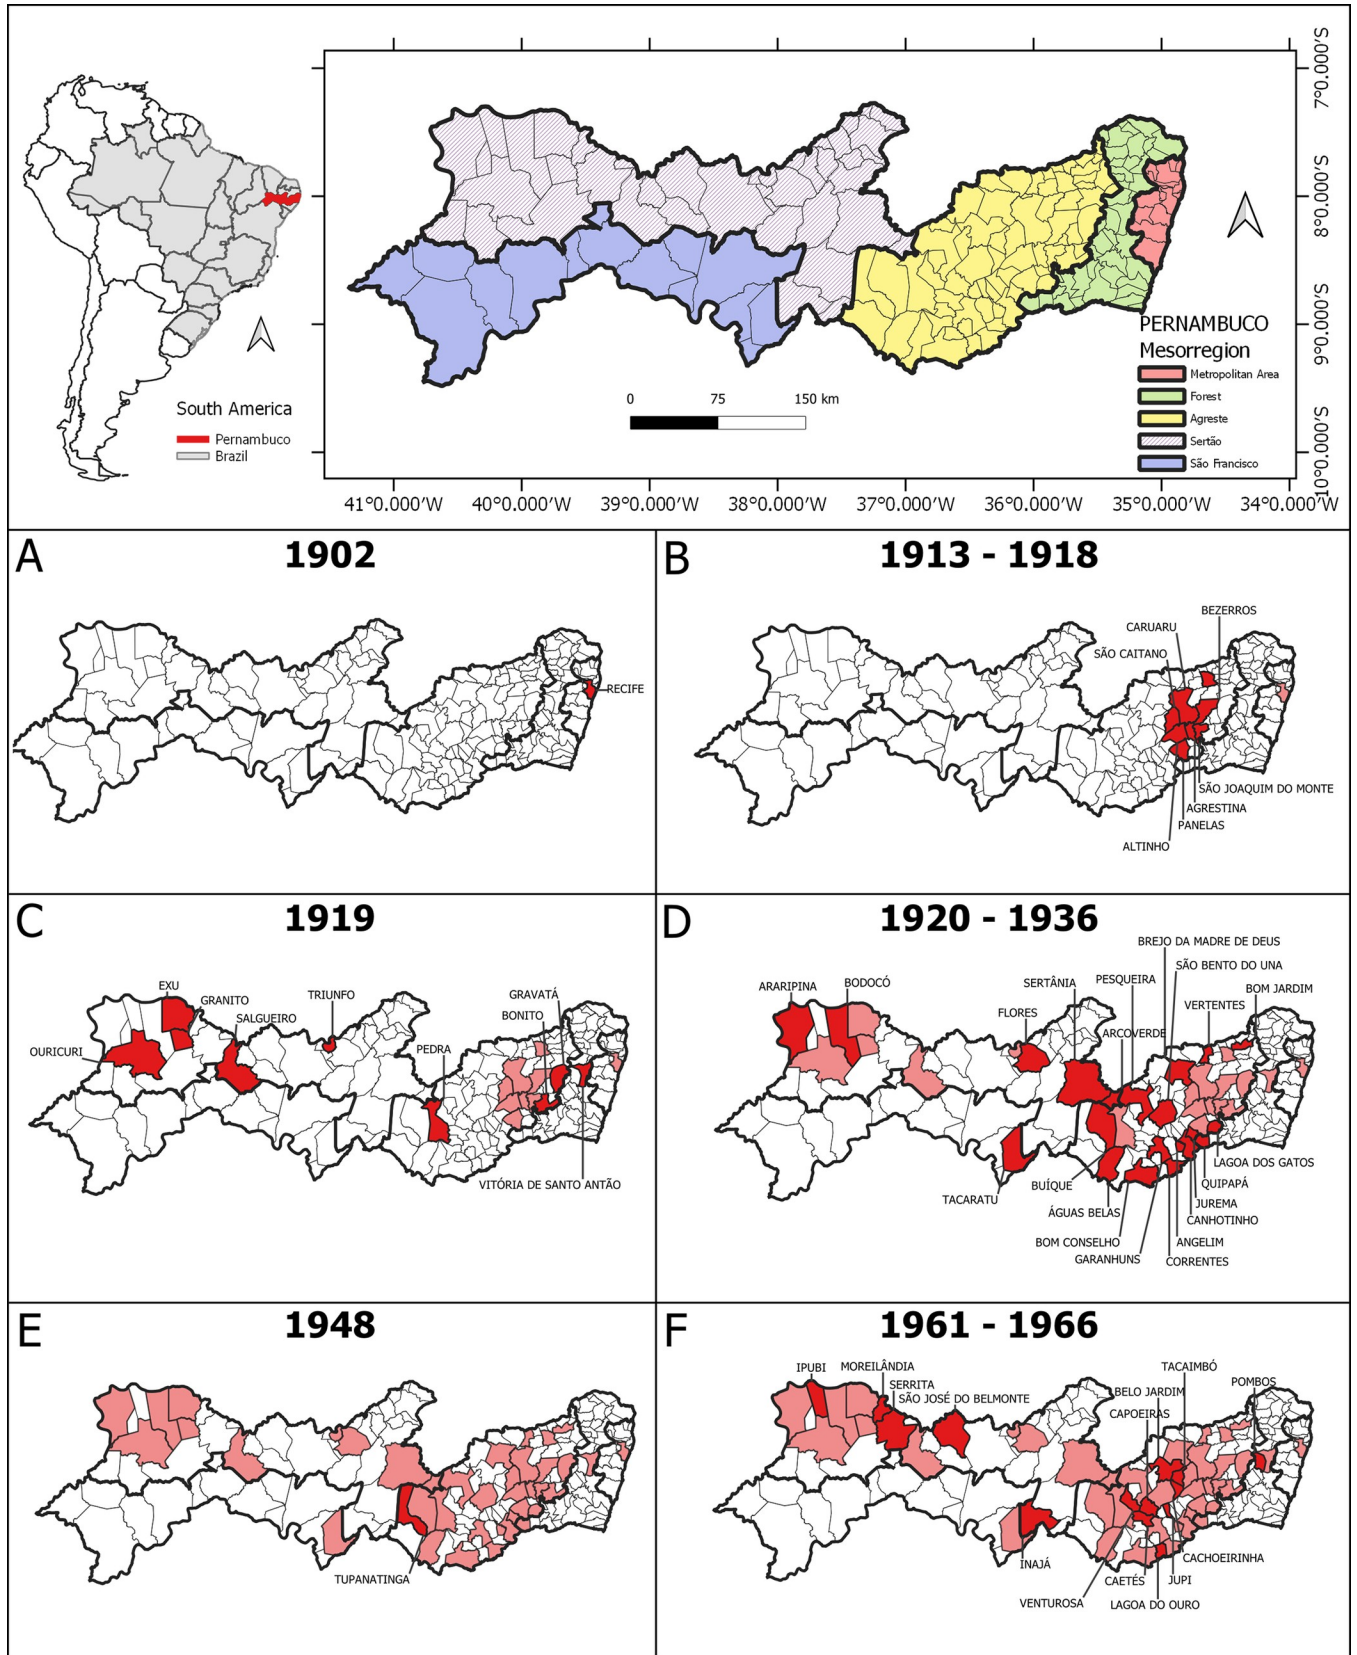 7°0.000'S
8°0.000'S
9°0.000'S
10°0.000'S
South America
Pernambuco
Brazil
0 75 150 km
PERNAMBUCO
Mesorregion
Metropolitan Area
Forest
Agreste
Sertão
São Francisco
41°0.000'W 40°0.000'W 39°0.000'W 38°0.000'W 37°0.000'W 36°0.000'W 35°0.000'W 34°0.000'W
A 1902
RECIFE
B 1913 - 1918
BEZERROS
CARUARU
SÃO CAITANO
SÃO JOAQUIM DO MONTE
AGRESTINA
PANELAS
ALTINHO
C 1919
EXU
GRANITO
SALGUEIRO
TRIUNFO
GRAVATÁ
BONITO
OURICURI
PEDRA
VITÓRIA DE SANTO ANTÃO
D 1920 - 1936
BREJO DA MADRE DE DEUS
SÃO BENTO DO UNA
ARARIPINA
BODOCÓ
SERTÂNIA
PESQUEIRA
BOM JARDIM
VERTENTES
FLORES
ARCOVERDE
LAGOA DOS GATOS
QUIPAPÁ
BUÍQUE
TACARATU
JUREMA
ÁGUAS BELAS
CANHOTINHO
BOM CONSELHO
ANGELIM
GARANHUNS
CORRENTES
E 1948
TUPANATINGA
F 1961 - 1966
IPUBI
MOREILÂNDIA
TACAIMBÓ
SERRITA
POMBOS
SÃO JOSÉ DO BELMONTE
BELO JARDIM
CAPOEIRAS
INAJÁ
CACHOEIRINHA
CAETÉS
JUPI
VENTUROSA
LAGOA DO OURO